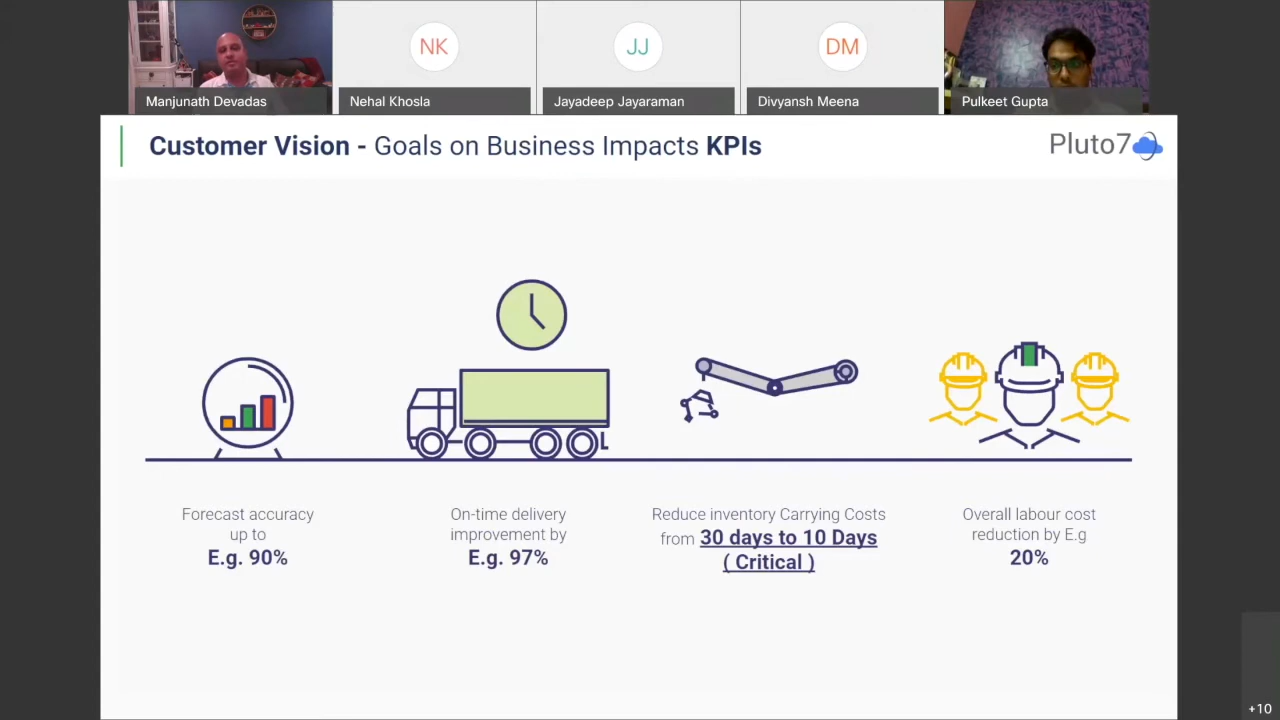 NK
JJ
DM
Manjunath Devadas
Nehal Khosla
Jayadeep Jayaraman
Divyansh Meena
Pulkeet Gupta
Customer Vision - Goals on Business Impacts KPIs
Pluto7
Forecast accuracy
up to
E.g. 90%
On-time delivery
improvement by
E.g. 97%
Reduce inventory Carrying Costs
from 30 days to 10 Days
( Critical )
Overall labour cost
reduction by E.g
20%
+10